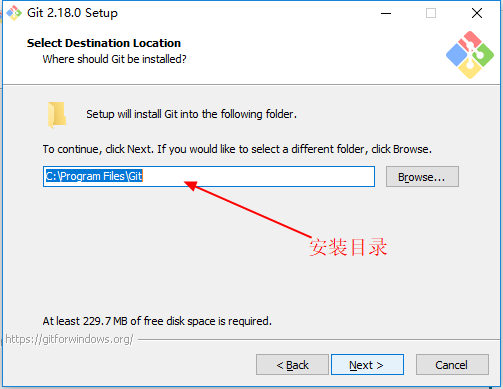 Git 2.18.0 Setup
Select Destination Location
Where should Git be installed?
Setup will install Git into the following folder.
To continue, click Next. If you would like to select a different folder, click Browse.
C:\Program Files\Git
Browse...
安装目录
At least 229.7 MB of free disk space is required.
https://gitforwindows.org/
< Back
Next >
Cancel